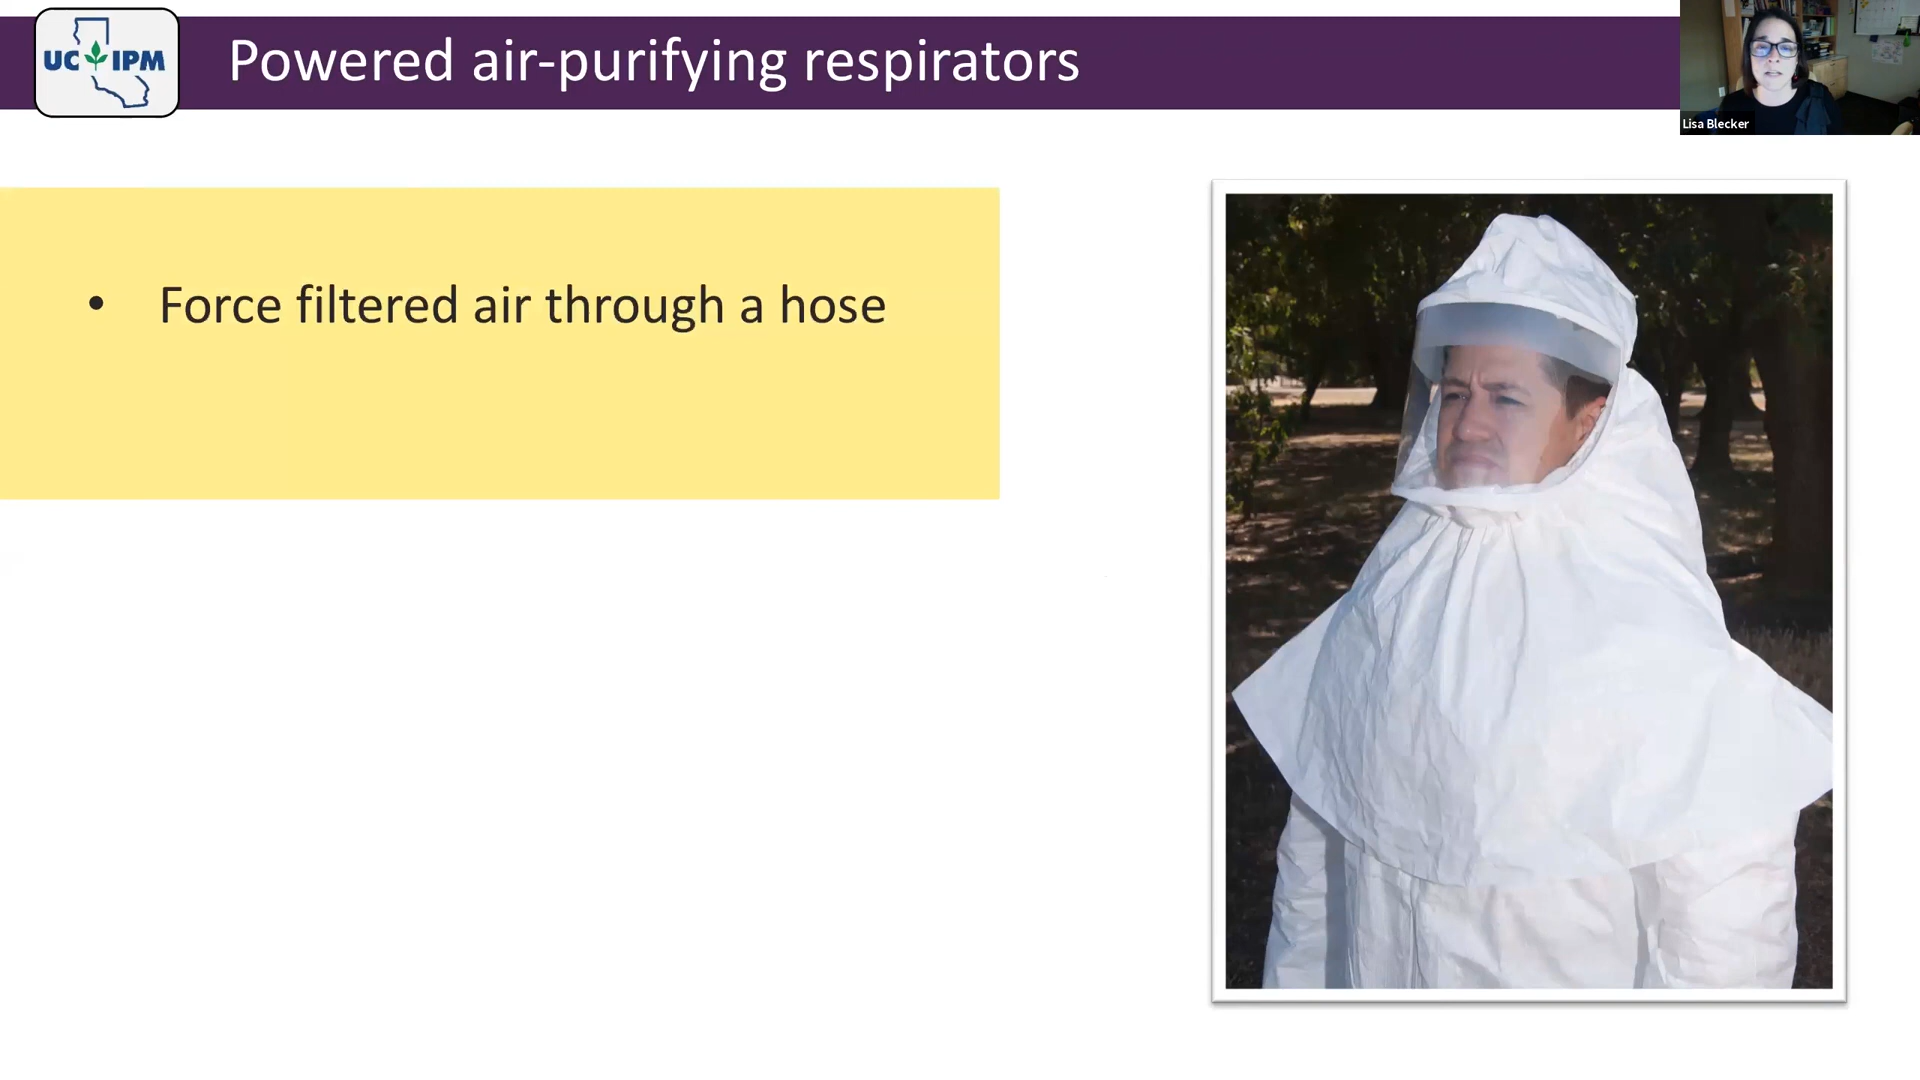 UC IPM
Powered air-purifying respirators
Lisa Blecker
• Force filtered air through a hose